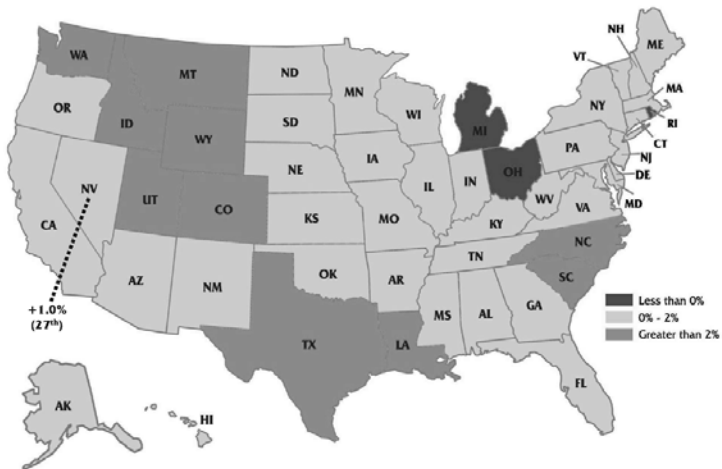 NH
ME
VT
WA
MT
ND
MN
MA
OR
NY
WI
SD
RI
ID
MI
WY
CT
PA
IA
NJ
NE
OH
DE
NV
IN
IL
UT
WV
MD
CO
VA
CA
KS
MO
KY
NC
TN
OK
AZ
AR
NM
SC
+1.0%
(27th)
Less than 0%
MS
AL
GA
0% - 2%
Greater than 2%
TX
LA
FL
AK
HI